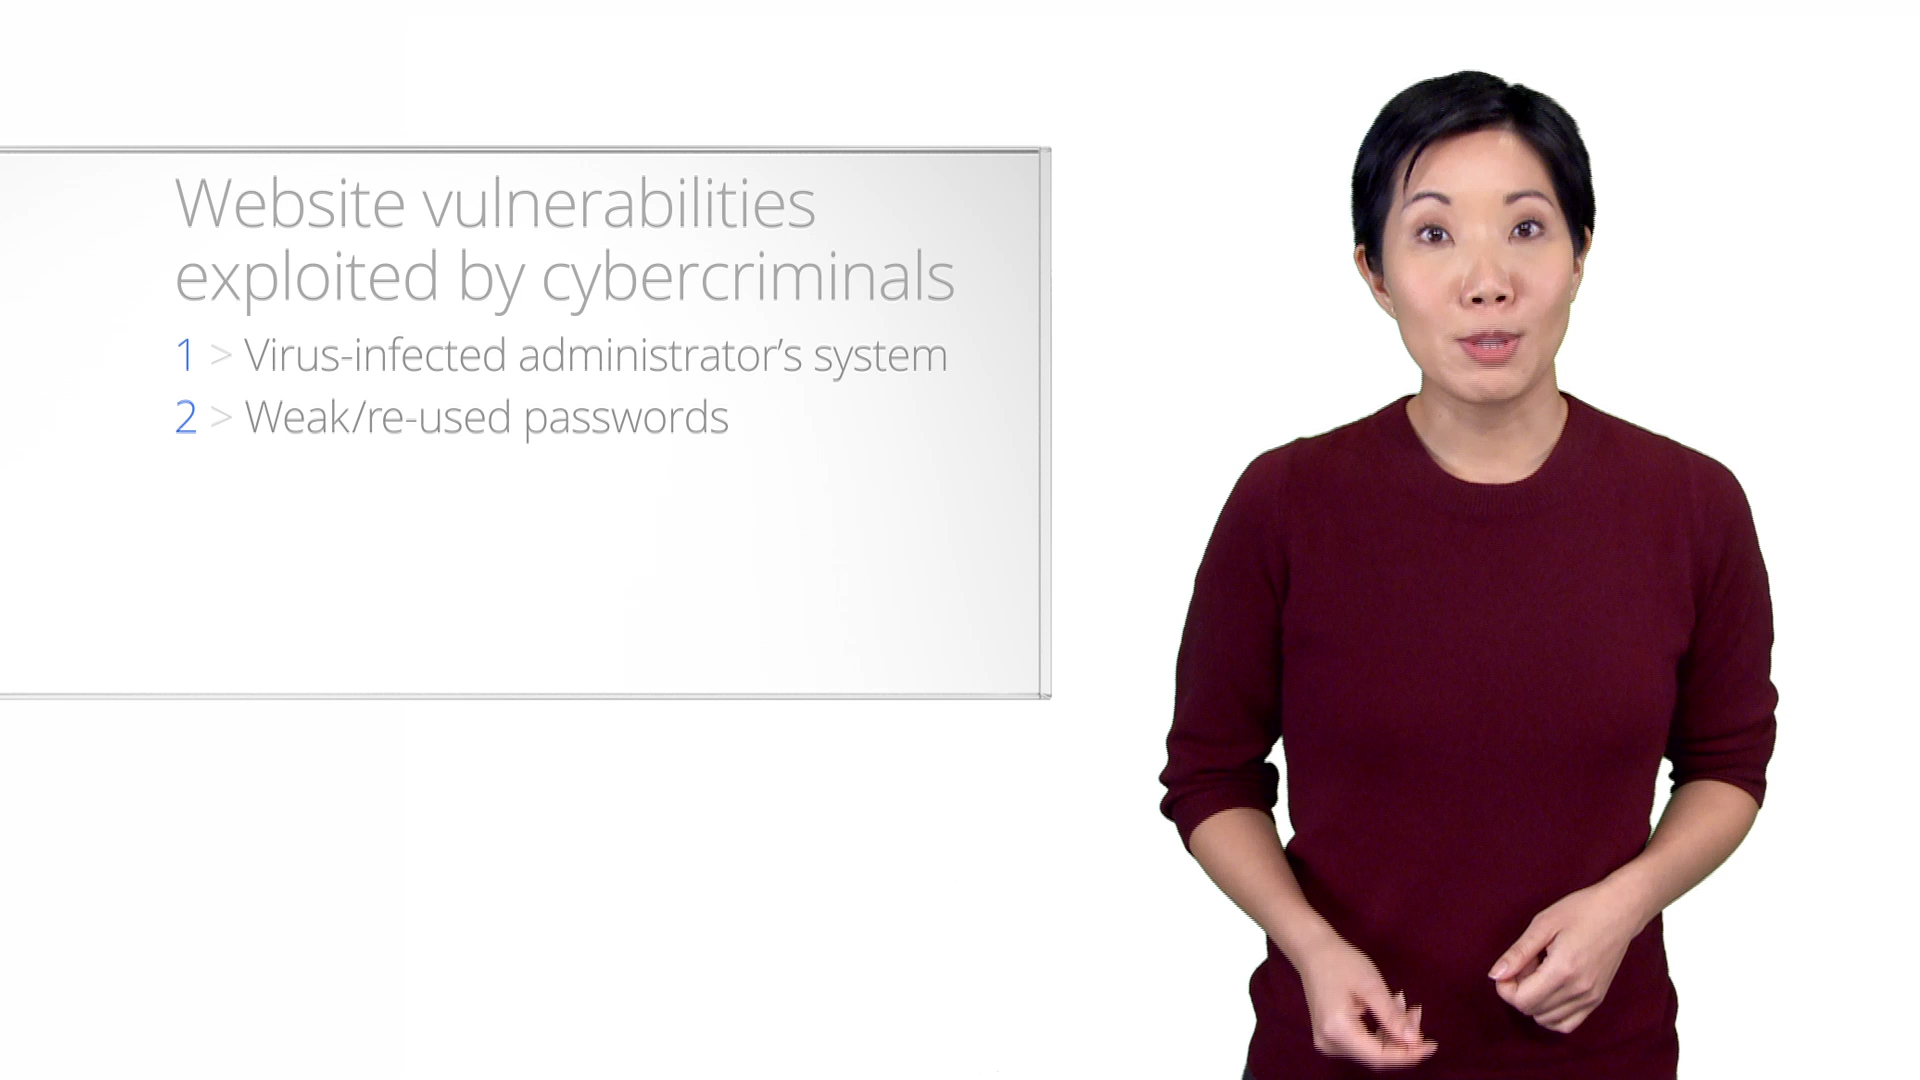 Website vulnerabilities
exploited by cybercriminals
1 > Virus-infected administrator’s system
2 > Weak/re-used passwords